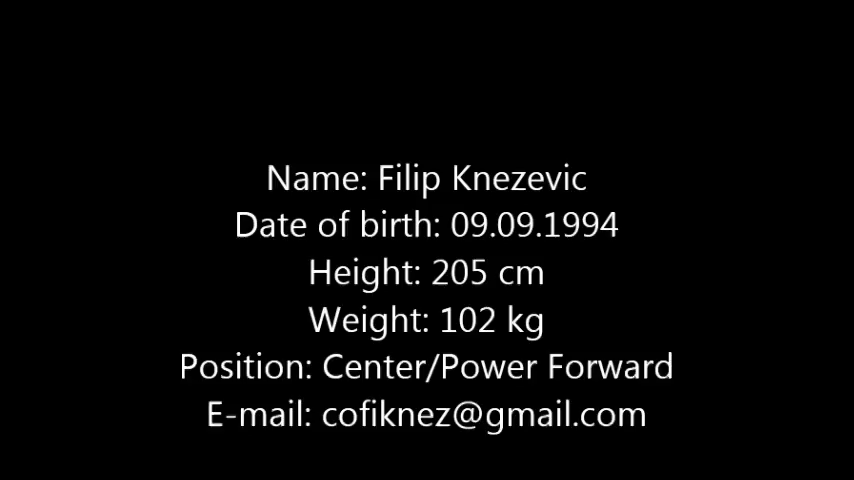 Name: Filip Knezevic
Date of birth: 09.09.1994
Height: 205 cm
Weight: 102 kg
Position: Center/Power Forward
E-mail: cofiknez@gmail.com